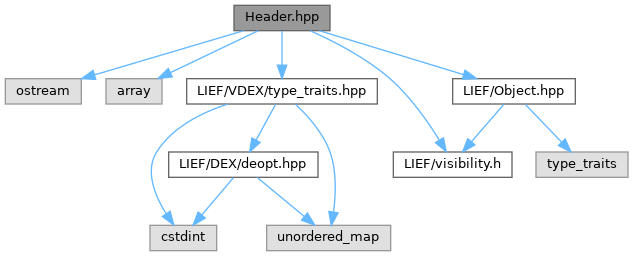 Header.hpp
ostream
array
LIEF/VDEX/type_traits.hpp
LIEF/Object.hpp
LIEF/DEX/deopt.hpp
LIEF/visibility.h
type_traits
cstdint
unordered_map